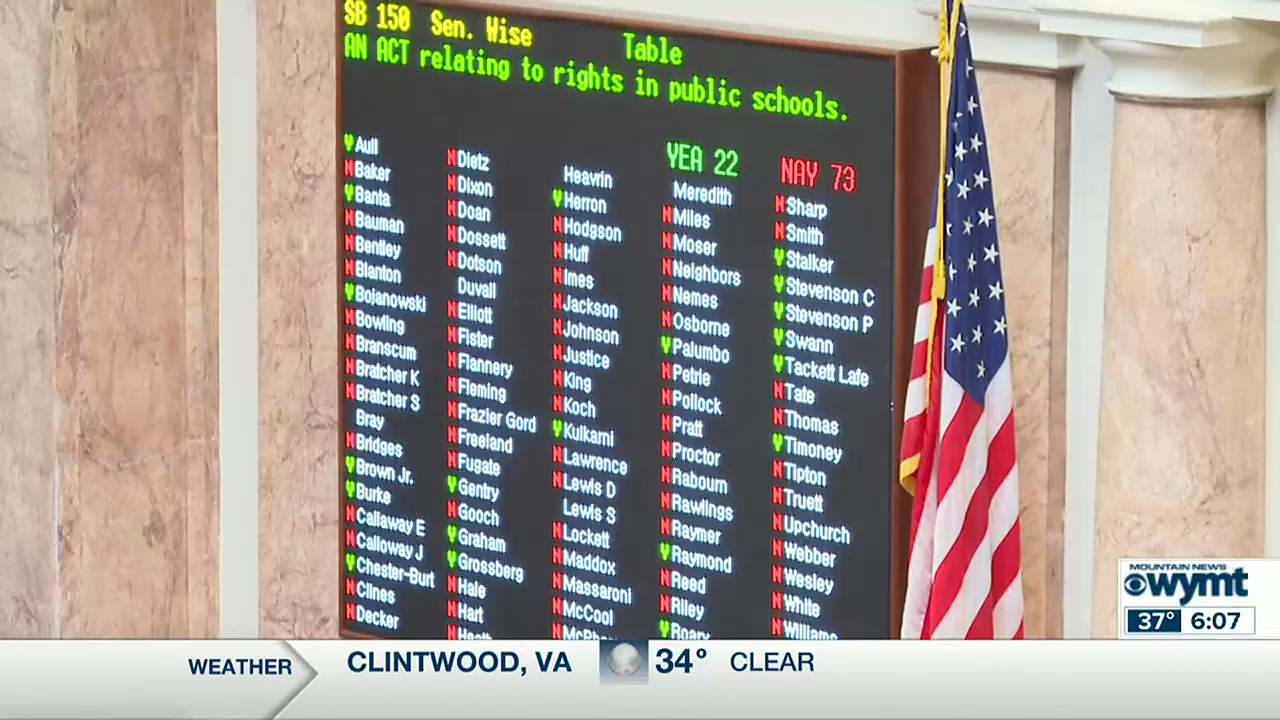 SB 150 Sen. Wise
Table
AN ACT relating to rights in public schools.
YEA 22 NAY 73
Y Aull
N Baker
Y Banta
N Bauman
N Bentley
N Blanton
Y Bojanowski
N Bowling
N Branscum
N Bratcher K
N Bratcher S
Bray
N Bridges
Y Brown Jr.
Y Burke
N Callaway E
N Calloway J
Y Chester-Burt
N Clines
N Decker
N Dietz
N Dixon
N Doan
N Dossett
N Dotson
Duvall
N Elliott
N Fister
N Flannery
N Fleming
N Frazier Gord
N Freeland
N Fugate
Y Gentry
N Gooch
Y Graham
Y Grossberg
N Hale
N Hart
N Heath
Heavrin
Y Herron
N Hodgson
N Huff
N Imes
N Jackson
N Johnson
N Justice
N King
N Koch
Y Kulkarni
N Lawrence
N Lewis D
Lewis S
N Lockett
N Maddox
N Massaroni
N McCool
Meredith
N Miles
N Moser
N Neighbors
N Nemes
N Osborne
Y Palumbo
N Petrie
N Pollock
N Pratt
N Proctor
N Rabourn
N Rawlings
N Raymer
Y Raymond
N Reed
N Riley
Y Roarx
N Sharp
N Smith
Y Stalker
Y Stevenson C
Y Stevenson P
Y Swann
Y Tackett Lafe
N Tate
N Thomas
Y Timoney
N Tipton
N Truett
N Upchurch
N Webber
N Wesley
N White
N Williams
MOUNTAIN NEWS
wymt
37° 6:07
WEATHER CLINTWOOD, VA 34° CLEAR